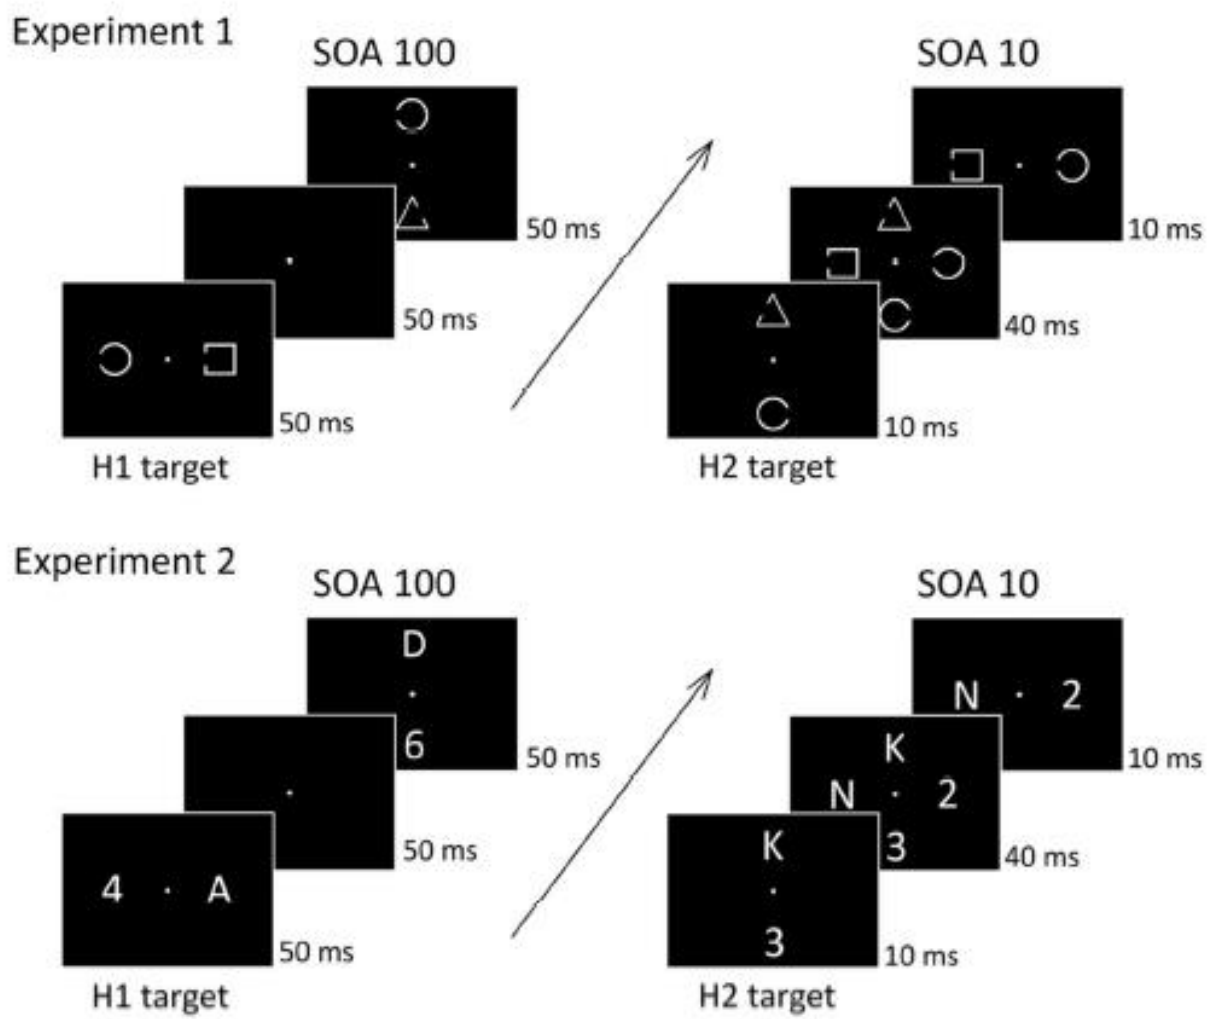 Experiment 1
SOA 100
SOA 10
50 ms
50 ms
50 ms
H1 target
10 ms
40 ms
10 ms
H2 target
Experiment 2
SOA 100
SOA 10
D
6
50 ms
50 ms
4 A
50 ms
H1 target
N 2
10 ms
K
N 2
3
40 ms
K
3
10 ms
H2 target